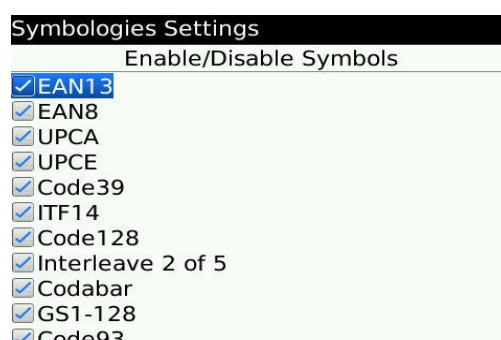 Symbologies Settings
Enable/Disable Symbols
EAN13
EAN8
UPCA
UPCE
Code39
ITF14
Code128
Interleave 2 of 5
Codabar
GS1-128
Code93